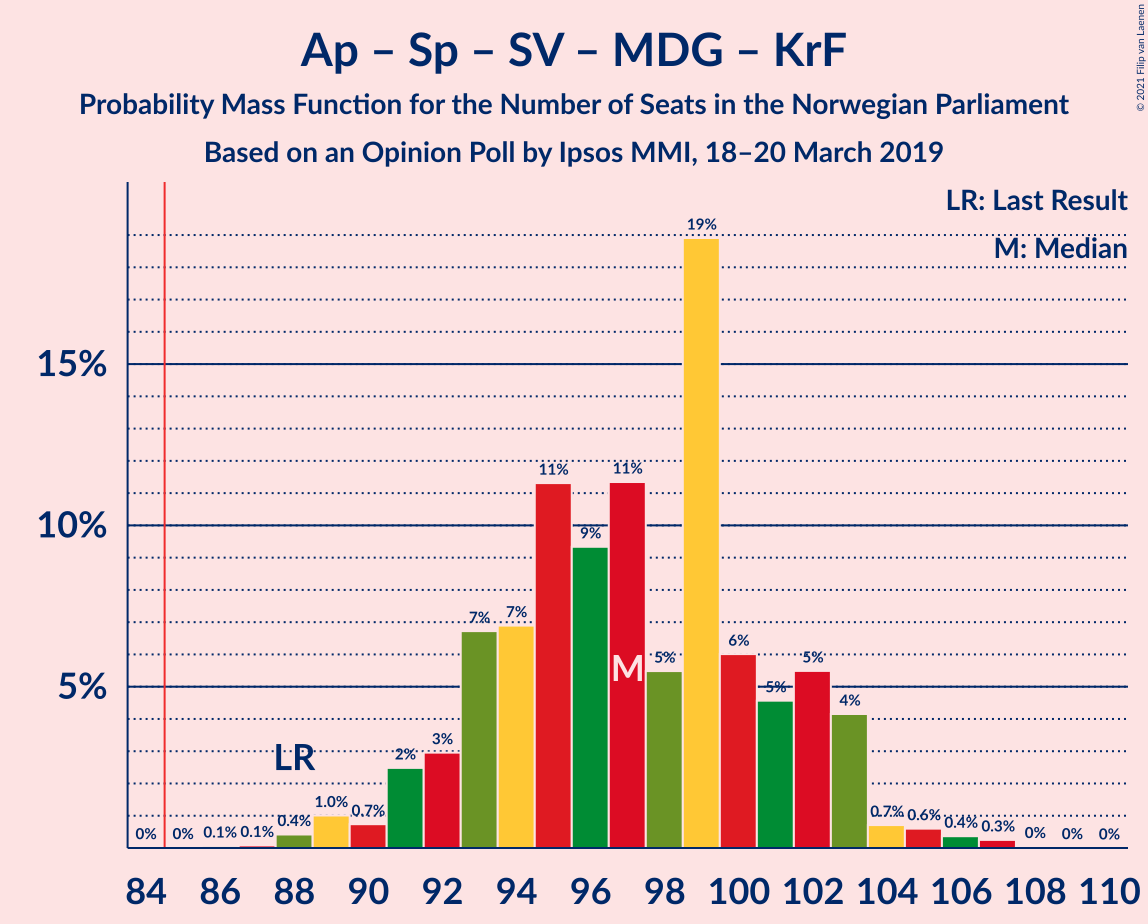 Ap – Sp – SV – MDG – KrF
Probability Mass Function for the Number of Seats in the Norwegian Parliament
Based on an Opinion Poll by Ipsos MMI, 18–20 March 2019
© 2021 Filip van Laenen
LR: Last Result
M: Median
15%
10%
5%
0% 0% 0.1% 0.1% 0.4% 1.0% 0.7% 2% 3% 7% 7% 11% 9% 11% 5% 19% 6% 5% 5% 4% 0.7% 0.6% 0.4% 0.3% 0% 0% 0%
LR
M
84 86 88 90 92 94 96 98 100 102 104 106 108 110